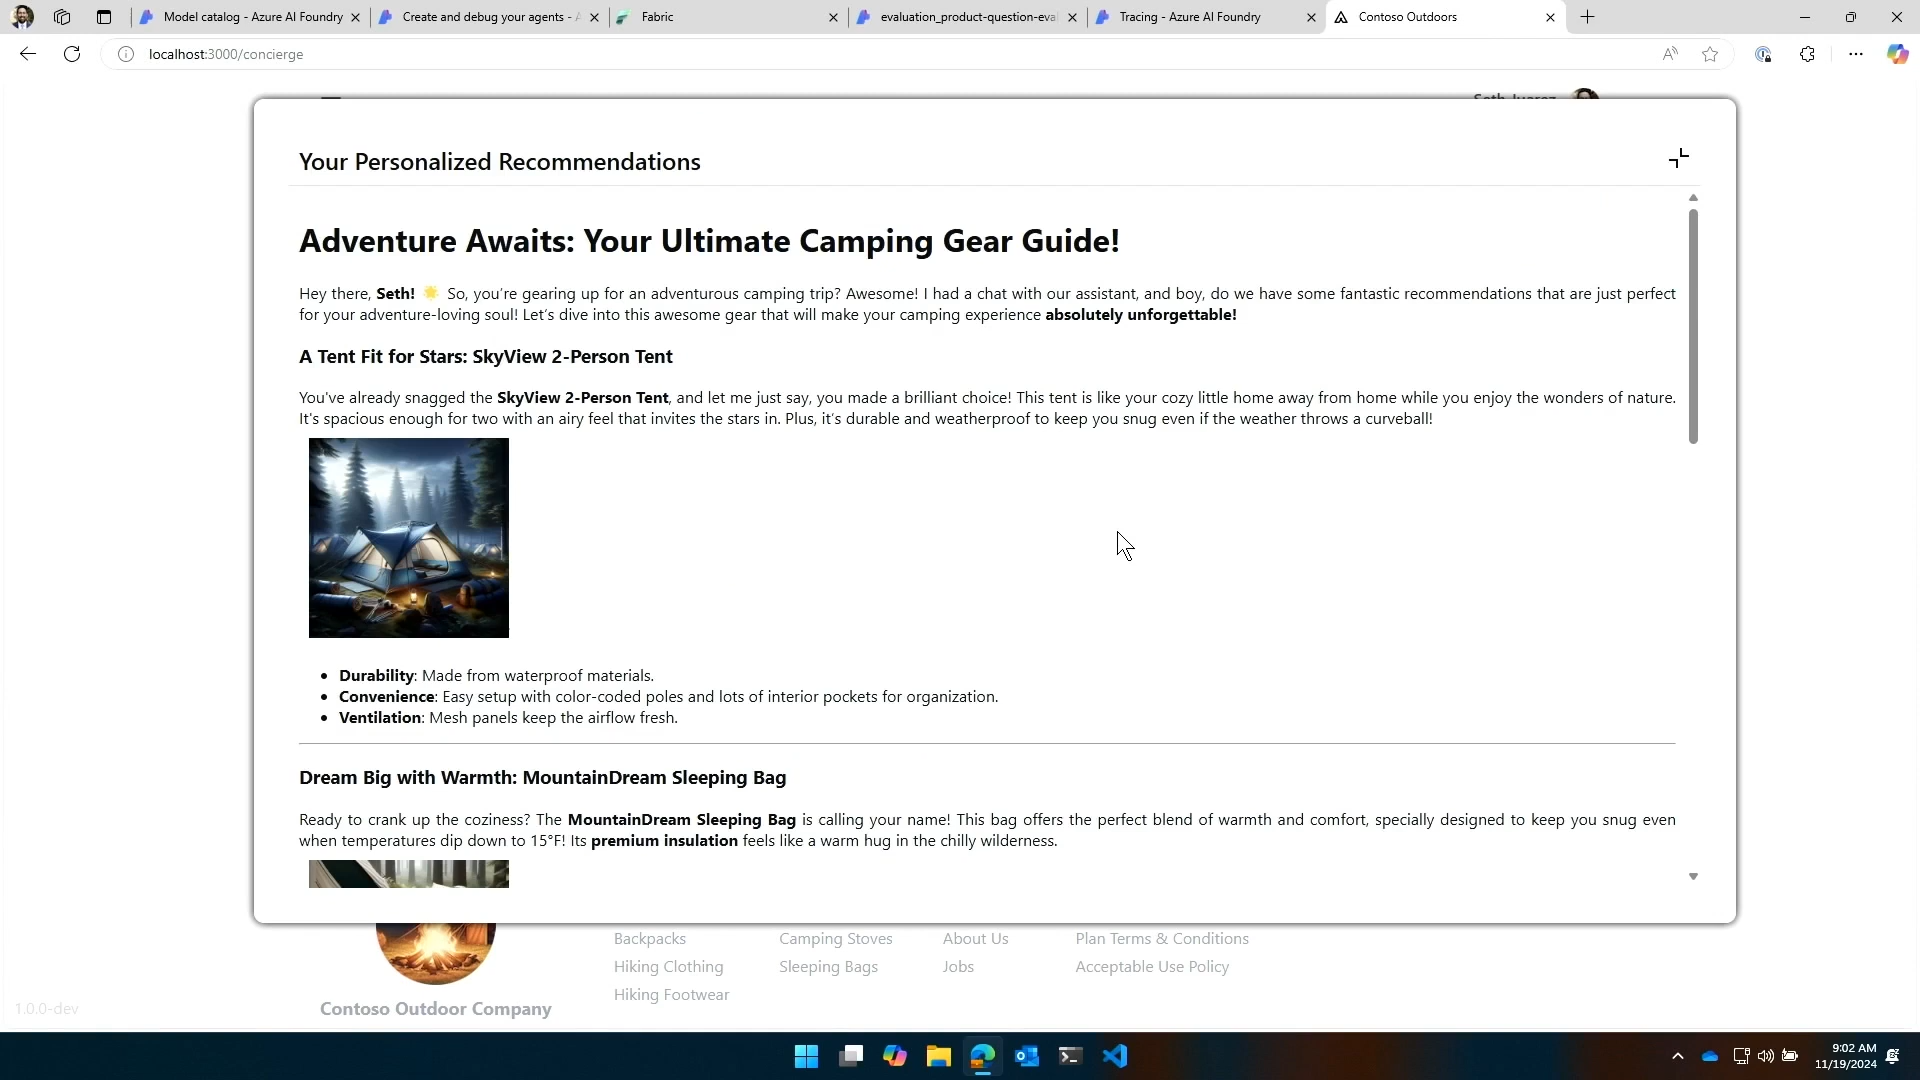 Model catalog - Azure AI Foundry
Create and debug your agents - A
Fabric
evaluation_product-question-eval
Tracing - Azure AI Foundry
Contoso Outdoors
localhost:3000/concierge
Seth Juarez
Your Personalized Recommendations
Adventure Awaits: Your Ultimate Camping Gear Guide!
Hey there, Seth! 🌟 So, you're gearing up for an adventurous camping trip? Awesome! I had a chat with our assistant, and boy, do we have some fantastic recommendations that are just perfect
for your adventure-loving soul! Let's dive into this awesome gear that will make your camping experience absolutely unforgettable!
A Tent Fit for Stars: SkyView 2-Person Tent
You've already snagged the SkyView 2-Person Tent, and let me just say, you made a brilliant choice! This tent is like your cozy little home away from home while you enjoy the wonders of nature.
It's spacious enough for two with an airy feel that invites the stars in. Plus, it's durable and weatherproof to keep you snug even if the weather throws a curveball!
• Durability: Made from waterproof materials.
• Convenience: Easy setup with color-coded poles and lots of interior pockets for organization.
• Ventilation: Mesh panels keep the airflow fresh.
Dream Big with Warmth: MountainDream Sleeping Bag
Ready to crank up the coziness? The MountainDream Sleeping Bag is calling your name! This bag offers the perfect blend of warmth and comfort, specially designed to keep you snug even
when temperatures dip down to 15°F! Its premium insulation feels like a warm hug in the chilly wilderness.
Backpacks
Camping Stoves
About Us
Plan Terms & Conditions
Hiking Clothing
Sleeping Bags
Jobs
Acceptable Use Policy
Hiking Footwear
1.0.0-dev
Contoso Outdoor Company
9:02 AM
11/19/2024